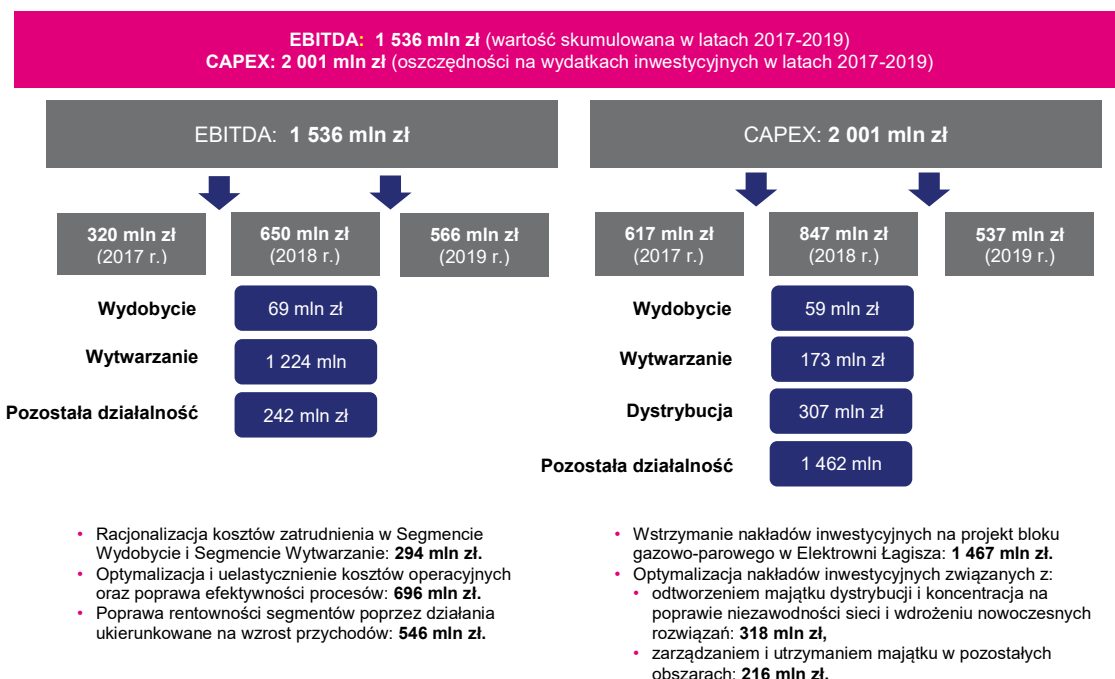 EBITDA: 1 536 mln zł (wartość skumulowana w latach 2017-2019)
CAPEX: 2 001 mln zł (oszczędności na wydatkach inwestycyjnych w latach 2017-2019)
EBITDA: 1 536 mln zł
320 mln zł
(2017 r.)
650 mln zł
(2018 r.)
566 mln zł
(2019 r.)
Wydobycie 69 mln zł
Wytwarzanie 1 224 mln
Pozostała działalność 242 mln zł
• Racjonalizacja kosztów zatrudnienia w Segmencie
Wydobycie i Segmencie Wytwarzanie: 294 mln zł.
• Optymalizacja i uelastycznienie kosztów operacyjnych
oraz poprawa efektywności procesów: 696 mln zł.
• Poprawa rentowności segmentów poprzez działania
ukierunkowane na wzrost przychodów: 546 mln zł.
CAPEX: 2 001 mln zł
617 mln zł
(2017 r.)
847 mln zł
(2018 r.)
537 mln zł
(2019 r.)
Wydobycie 59 mln zł
Wytwarzanie 173 mln zł
Dystrybucja 307 mln zł
Pozostała działalność 1 462 mln
• Wstrzymanie nakładów inwestycyjnych na projekt bloku
gazowo-parowego w Elektrowni Łagisza: 1 467 mln zł.
• Optymalizacja nakładów inwestycyjnych związanych z:
• odtworzeniem majątku dystrybucji i koncentracja na
poprawie niezawodności sieci i wdrożeniu nowoczesnych
rozwiązań: 318 mln zł,
• zarządzaniem i utrzymaniem majątku w pozostałych
obszarach: 216 mln zł.